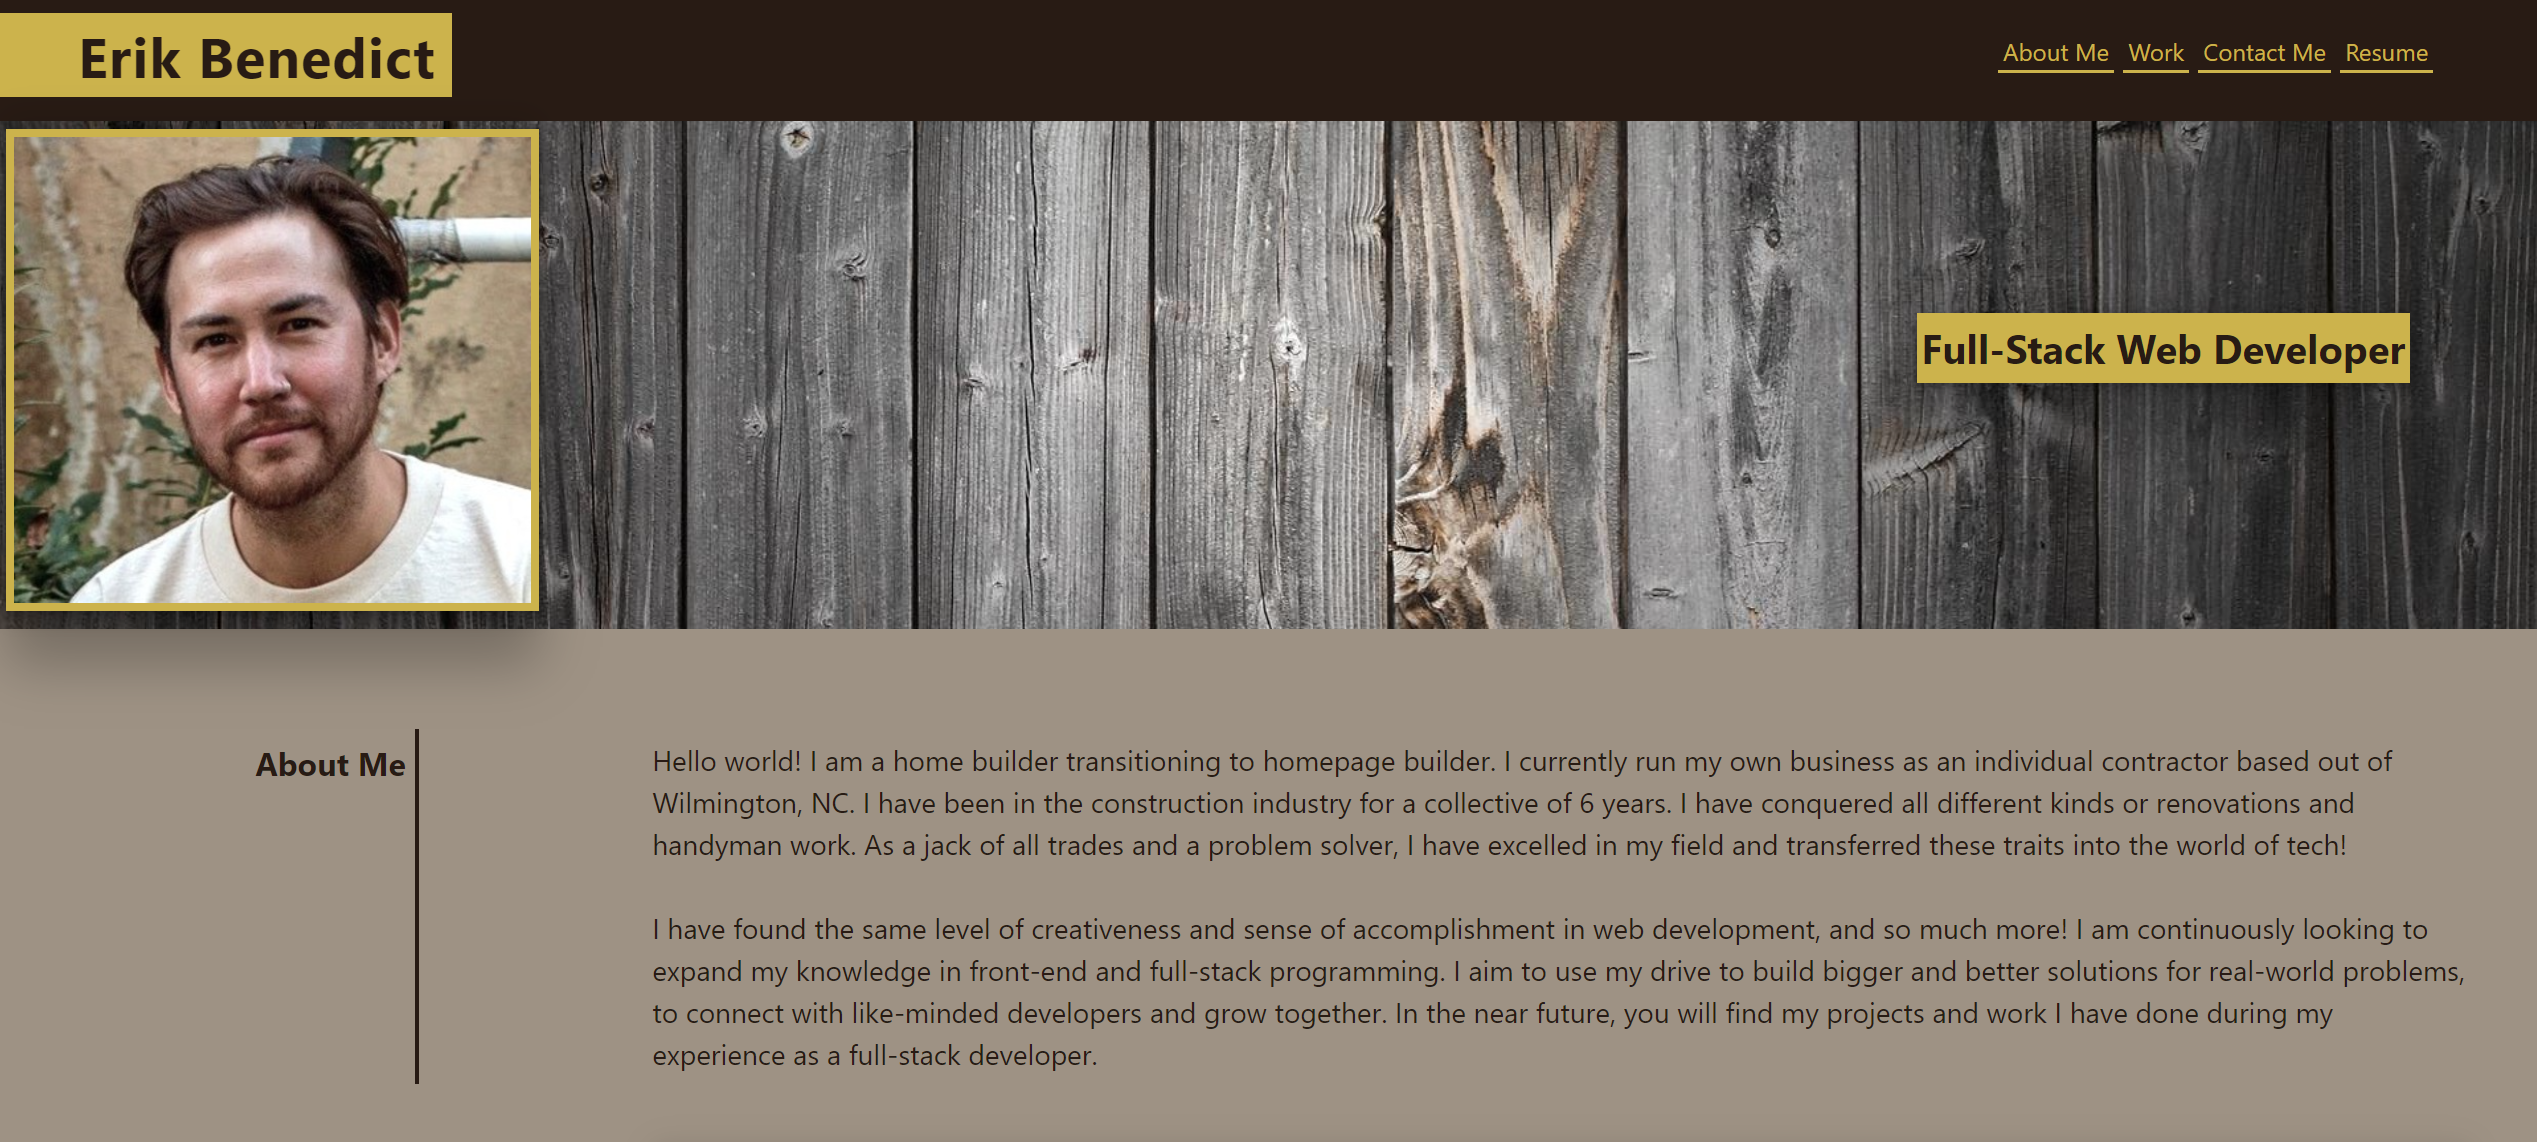 Erik Benedict
About Me Work Contact Me Resume
Full-Stack Web Developer
About Me
Hello world! I am a home builder transitioning to homepage builder. I currently run my own business as an individual contractor based out of
Wilmington, NC. I have been in the construction industry for a collective of 6 years. I have conquered all different kinds or renovations and
handyman work. As a jack of all trades and a problem solver, I have excelled in my field and transferred these traits into the world of tech!
I have found the same level of creativeness and sense of accomplishment in web development, and so much more! I am continuously looking to
expand my knowledge in front-end and full-stack programming. I aim to use my drive to build bigger and better solutions for real-world problems,
to connect with like-minded developers and grow together. In the near future, you will find my projects and work I have done during my
experience as a full-stack developer.